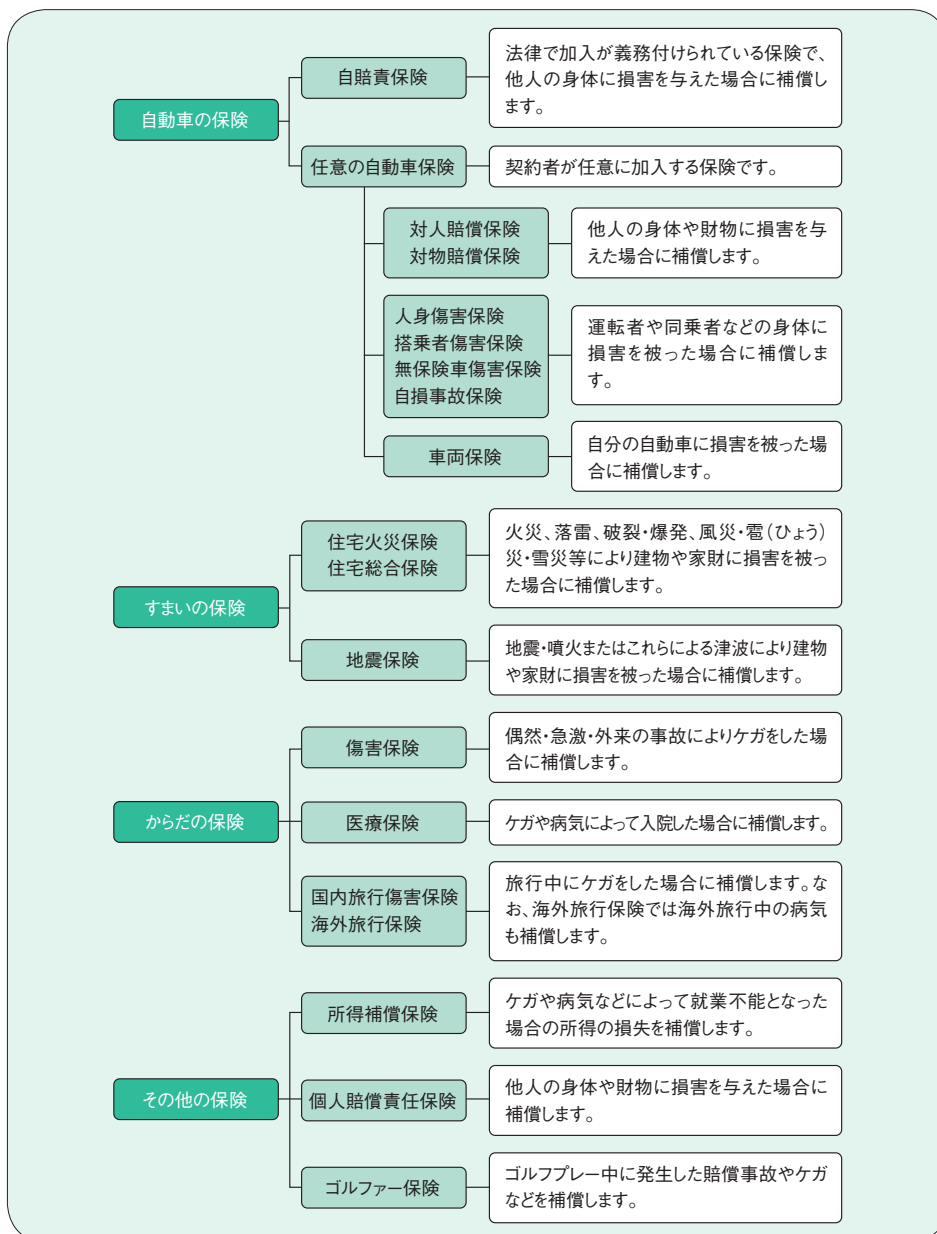 自動車の保険
自賠責保険
法律で加入が義務付けられている保険で、
他人の身体に損害を与えた場合に補償し
ます。
任意の自動車保険
契約者が任意に加入する保険です。
対人賠償保険
対物賠償保険
他人の身体や財物に損害を与
えた場合に補償します。
人身傷害保険
搭乗者傷害保険
無保険車傷害保険
自損事故保険
運転者や同乗者などの身体に
損害を被った場合に補償しま
す。
車両保険
自分の自動車に損害を被った場
合に補償します。
すまいの保険
住宅火災保険
住宅総合保険
火災、落雷、破裂・爆発、風災・雹（ひょう）
災・雪災等により建物や家財に損害を被っ
た場合に補償します。
地震保険
地震・噴火またはこれらによる津波により建物
や家財に損害を被った場合に補償します。
からだの保険
傷害保険
偶然・急激・外来の事故によりケガをした場
合に補償します。
医療保険
ケガや病気によって入院した場合に補償します。
国内旅行傷害保険
海外旅行保険
旅行中にケガをした場合に補償します。な
お、海外旅行保険では海外旅行中の病気
も補償します。
その他の保険
所得補償保険
ケガや病気などによって就業不能となった
場合の所得の損失を補償します。
個人賠償責任保険
他人の身体や財物に損害を与えた場合に
補償します。
ゴルファー保険
ゴルフプレー中に発生した賠償事故やケガ
などを補償します。